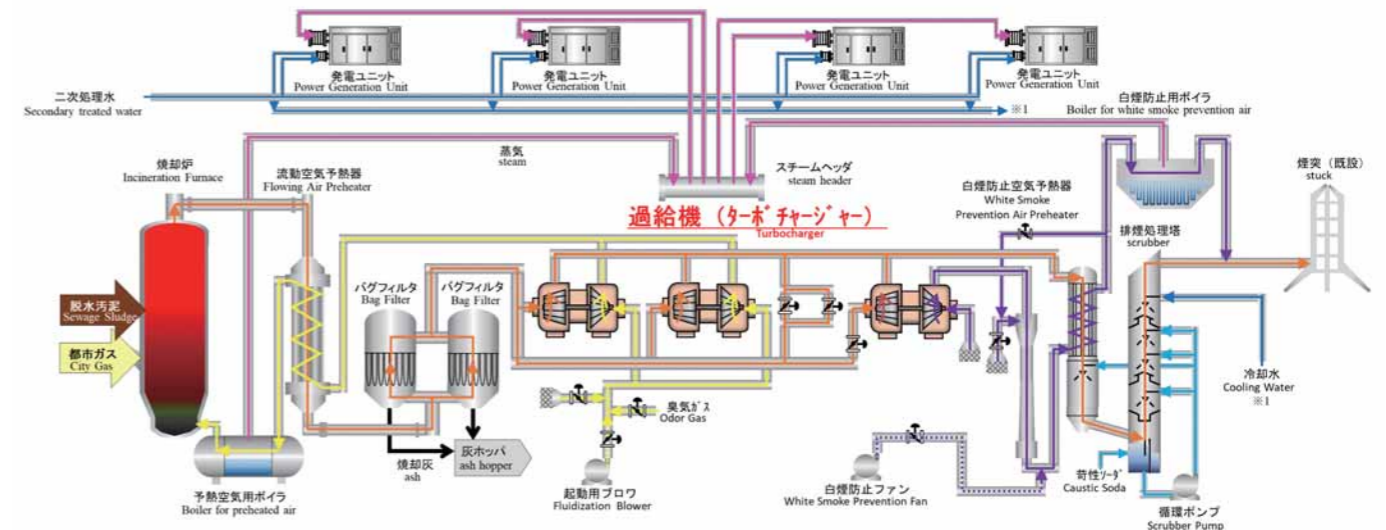 発電ユニット
Power Generation Unit
発電ユニット
Power Generation Unit
発電ユニット
Power Generation Unit
発電ユニット
Power Generation Unit
二次処理水
Secondary treated water
※1
白煙防止用ボイラ
Boiler for white smoke prevention air
蒸気
steam
スチームヘッダ
steam header
焼却炉
Incineration Furnace
流動空気予熱器
Flowing Air Preheater
煙突（既設）
stuck
過給機（ターボチャージャー）
Turbocharger
白煙防止空気予熱器
White Smoke
Prevention Air Preheater
排煙処理塔
scrubber
バグフィルタ
Bag Filter
バグフィルタ
Bag Filter
脱水汚泥
Sewage Sludge
都市ガス
City Gas
冷却水
Cooling Water
※1
臭気ガス
Odor Gas
灰ホッパ
ash hopper
焼却灰
ash
予熱空気用ボイラ
Boiler for preheated air
起動用ブロワ
Fluidization Blower
白煙防止ファン
White Smoke Prevention Fan
苛性ソーダ
Caustic Soda
循環ポンプ
Scrubber Pump